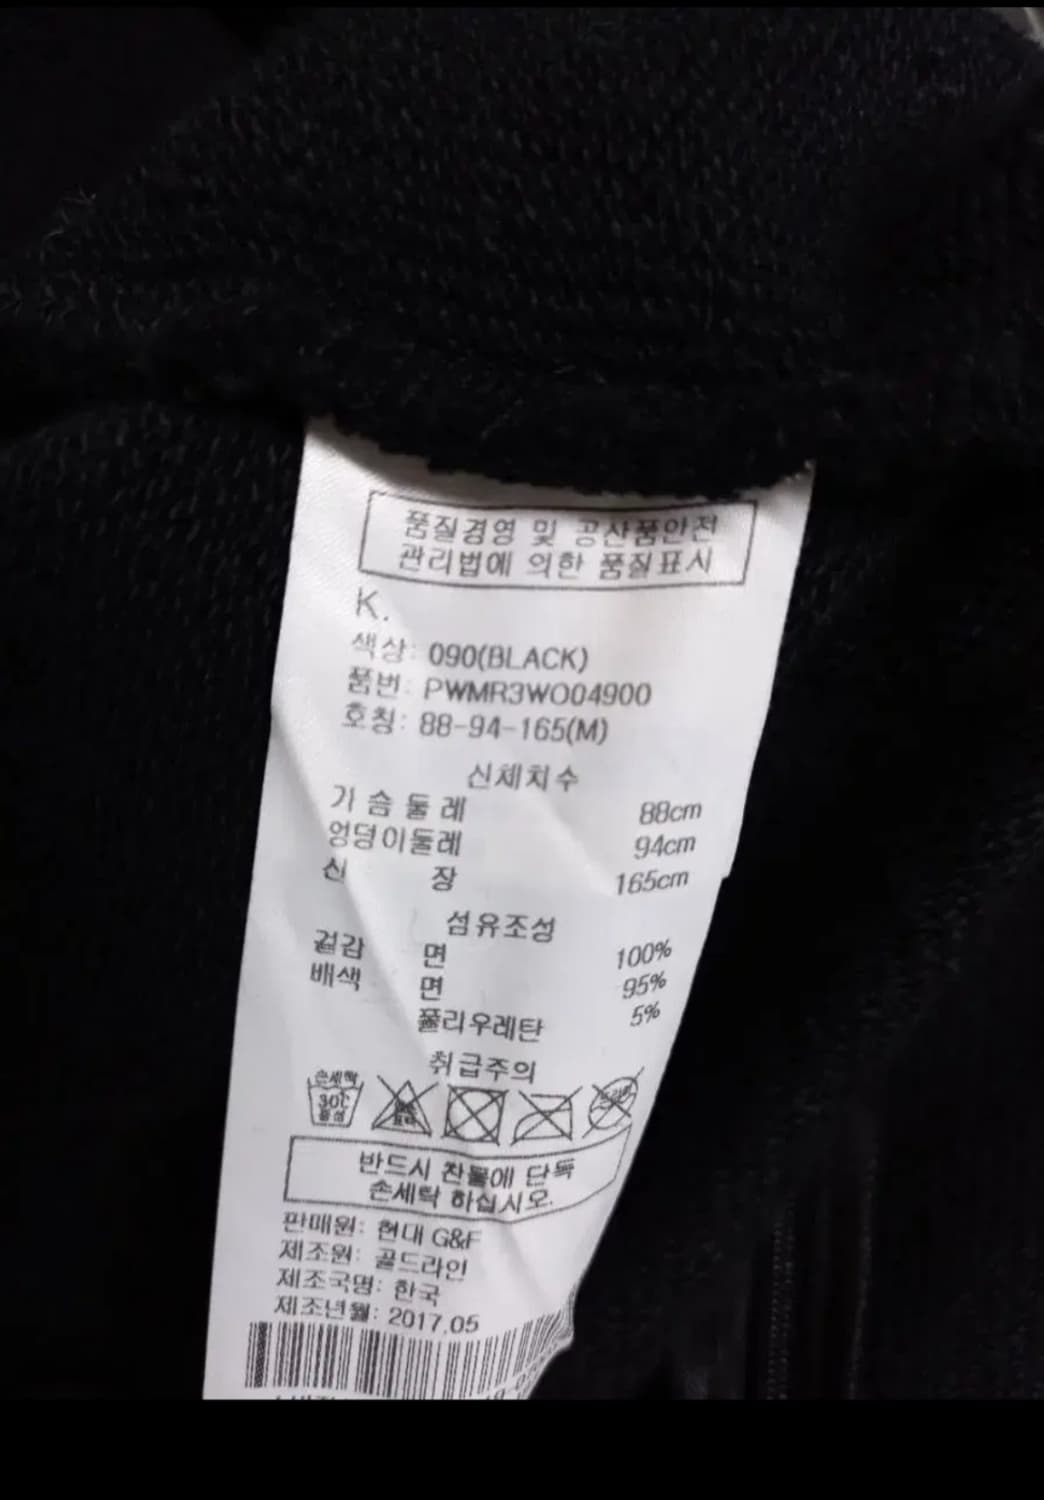 품질경영 및 공산품안전
관리법에 의한 품질표시
K.
색상: 090(BLACK)
품번: PWMR3WO04900
호칭: 88-94-165(M)
신체치수
가 슴 둘 레 88cm
엉덩이둘레 94cm
신 장 165cm
섬유조성
겉감 면 100%
배색 면 95%
폴리우레탄 5%
취급주의
손세탁
30℃
중성
반드시 찬물에 단독
손세탁 하십시오.
판매원: 현대 G&F
제조원: 골드라인
제조국명: 한국
제조년월: 2017.05